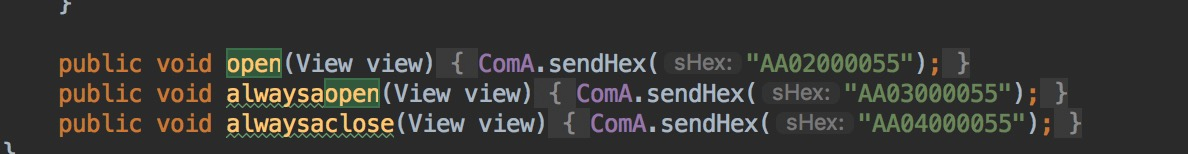 }
public void open(View view) { ComA.sendHex( sHex: "AA02000055"); }
public void alwaysaopen(View view) { ComA.sendHex( sHex: "AA03000055"); }
public void alwaysaclose(View view) { ComA.sendHex( sHex: "AA04000055"); }
}